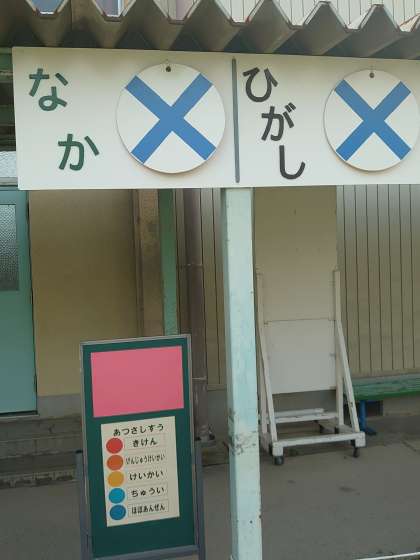 なか
ひがし
あつさしすう
きけん
げんじゅうけいかい
けいかい
ちゅうい
ほぼあんぜん